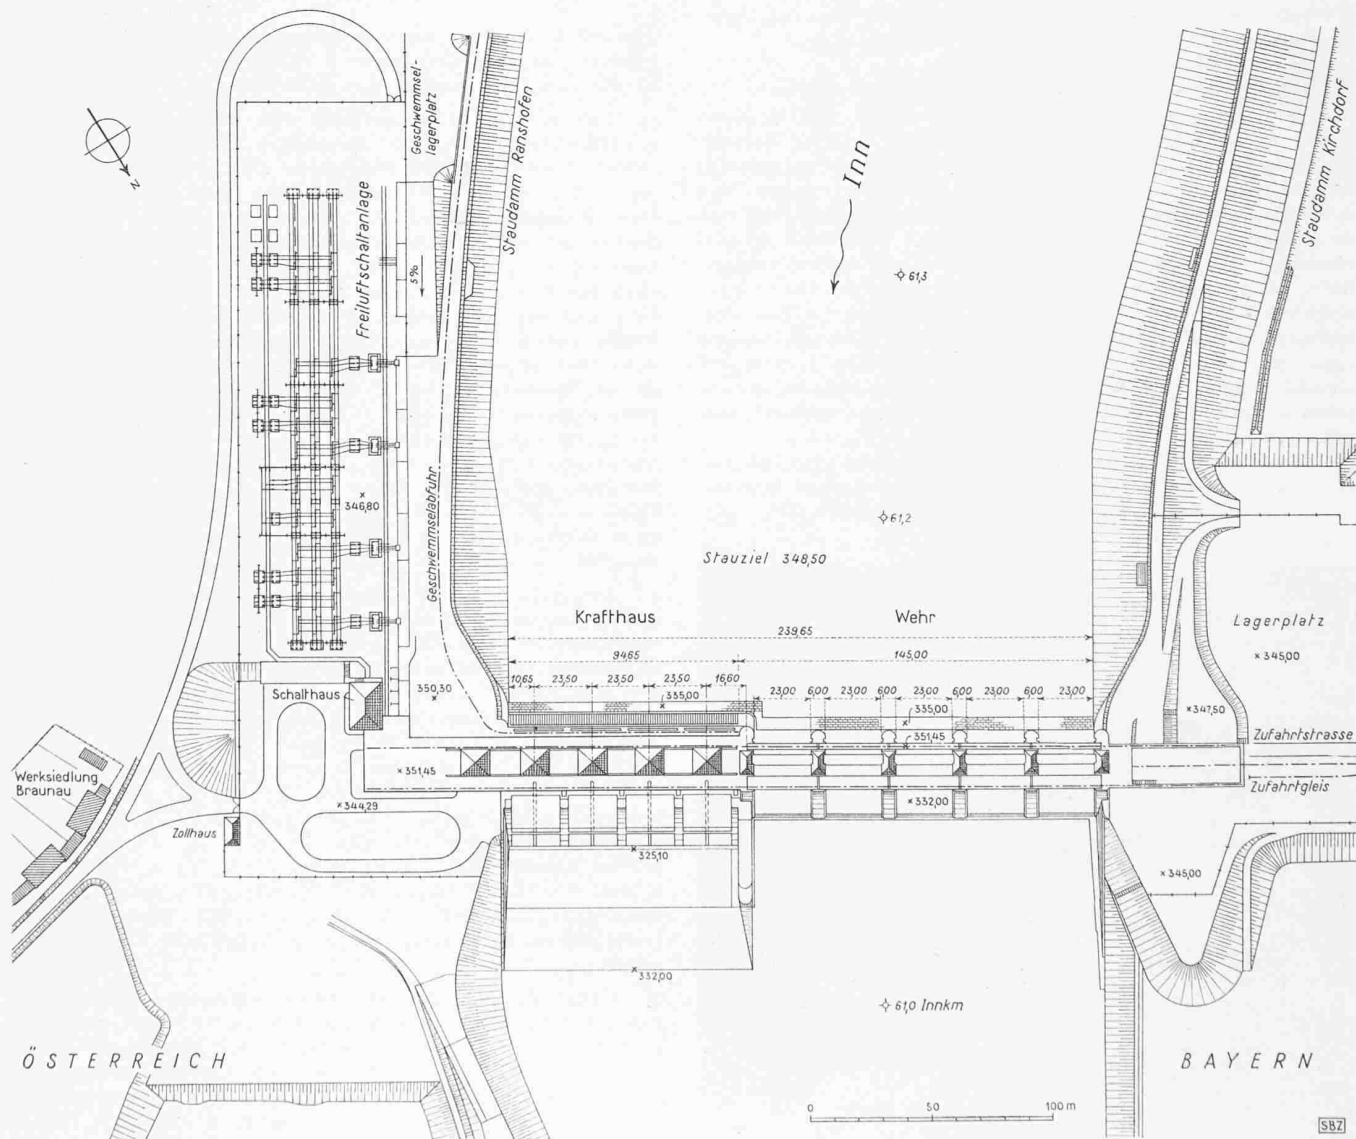 Geschwemmsel-
lagerplatz
Staudamm Ranshofen
Inn
Staudamm Kirchdorf
N
Freiluftschaltanlage
5%
61,3
346,80
Geschwemmselabfuhr
61,2
Stauziel 348,50
Krafthaus
Wehr
239,65
94,65
145,00
10,65
23,50
23,50
23,50
16,60
23,00
6,00
23,00
6,00
23,00
6,00
23,00
6,00
23,00
Lagerplatz
345,00
Schalthaus
350,30
335,00
335,00
347,50
351,45
Zufahrtstrasse
Werksiedlung
Braunau
351,45
344,29
332,00
Zufahrtgleis
Zollhaus
325,10
345,00
332,00
61,0 Innkm
ÖSTERREICH
BAYERN
0
50
100 m
SBZ